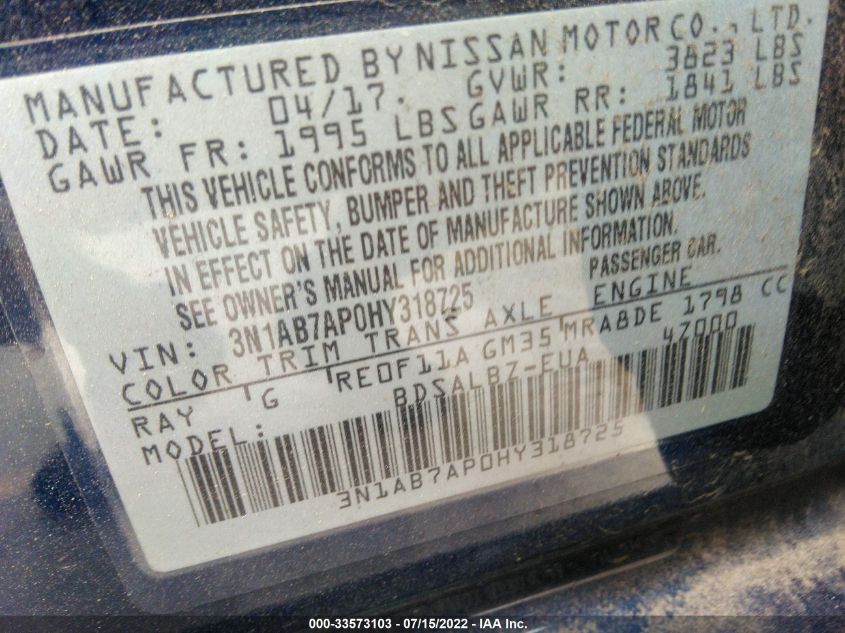 MANUFACTURED BY NISSAN MOTOR CO., LTD.
DATE: 04/17. GVWR: 3823 LBS
GAWR FR: 1995 LBS GAWR RR: 1841 LBS
THIS VEHICLE CONFORMS TO ALL APPLICABLE FEDERAL MOTOR
VEHICLE SAFETY, BUMPER AND THEFT PREVENTION STANDARDS
IN EFFECT ON THE DATE OF MANUFACTURE SHOWN ABOVE.
SEE OWNER'S MANUAL FOR ADDITIONAL INFORMATION.
VIN: 3N1AB7AP0HY318725 PASSENGER CAR.
COLOR TRIM TRANS AXLE ENGINE
RAY G RE0F11A GM35 MRA8DE 1798 CC
MODEL: BDSALB7-EUA 47000
3N1AB7AP0HY318725
000-33573103 - 07/15/2022 - IAA Inc.